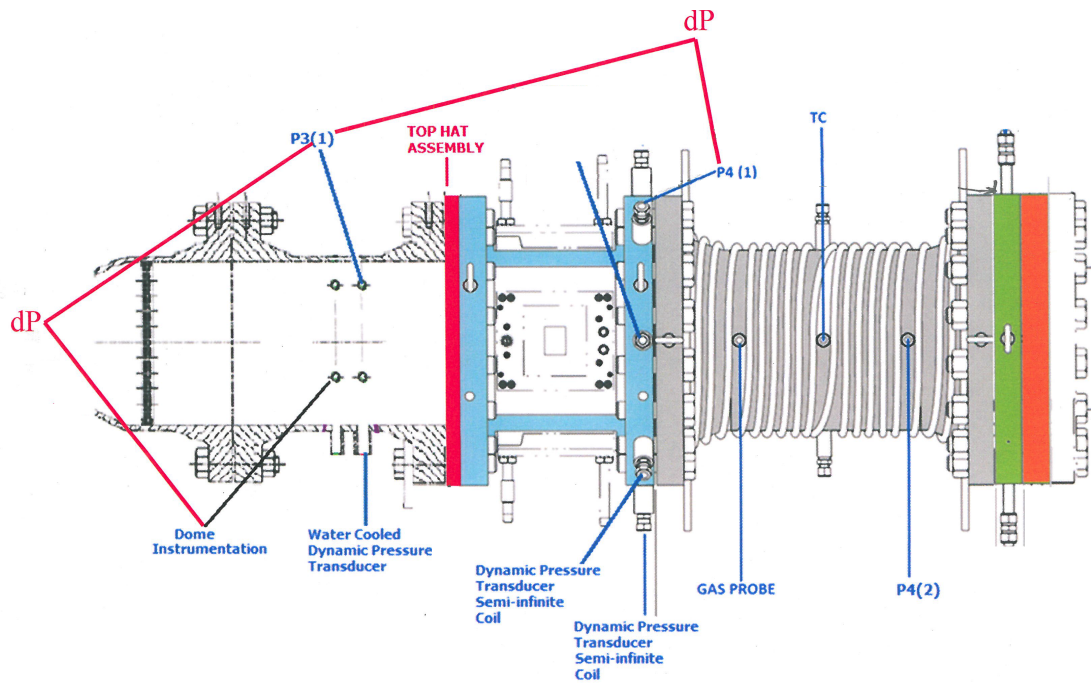 dP
P3(1)
TOP HAT
ASSEMBLY
TC
P4 (1)
dP
Dome
Instrumentation
Water Cooled
Dynamic Pressure
Transducer
Dynamic Pressure
Transducer
Semi-infinite
Coil
GAS PROBE
P4(2)
Dynamic Pressure
Transducer
Semi-infinite
Coil